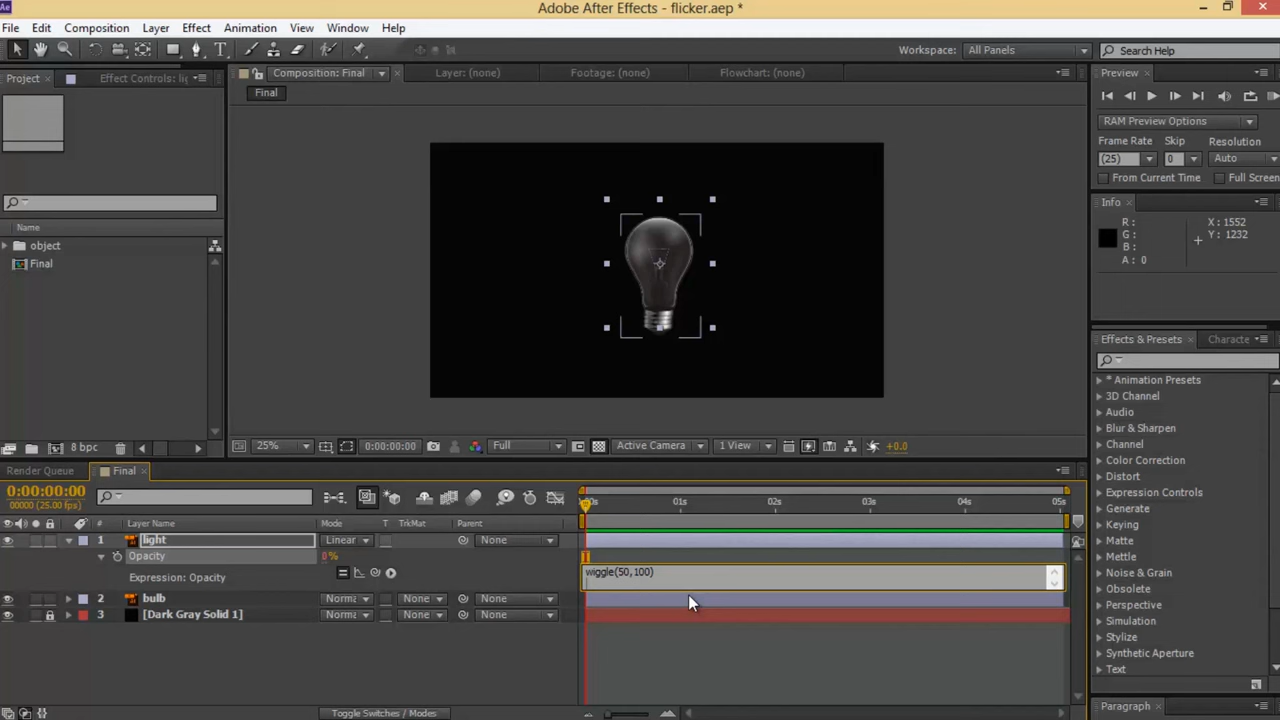 Ae
Adobe After Effects - flicker.aep *
File Edit Composition Layer Effect Animation View Window Help
Workspace: All Panels Search Help
Project Effect Controls: lig Composition: Final Layer: (none) Footage: (none) Flowchart: (none) Preview
Final
RAM Preview Options
Frame Rate Skip Resolution
(25) 0 Auto
From Current Time Full Screen
Info
R: X: 1552
G: Y: 1232
B:
A: 0
Name
object
Final
Effects & Presets Characte
* Animation Presets
3D Channel
Audio
Blur & Sharpen
Channel
Color Correction
Distort
Expression Controls
Generate
Keying
Matte
Mettle
Noise & Grain
Obsolete
Perspective
Simulation
Stylize
Synthetic Aperture
Text
Paragraph
8 bpc 25% 0:00:00:00 Full Active Camera 1 View +0.0
Render Queue Final
0:00:00:00
00000 (25.00 fps)
00s 01s 02s 03s 04s 05s
# Layer Name Mode T TrkMat Parent
1 light Linear None
Opacity 0%
Expression: Opacity wiggle(50,100)
2 bulb Norma None None
3 [Dark Gray Solid 1] Norma None None
Toggle Switches / Modes